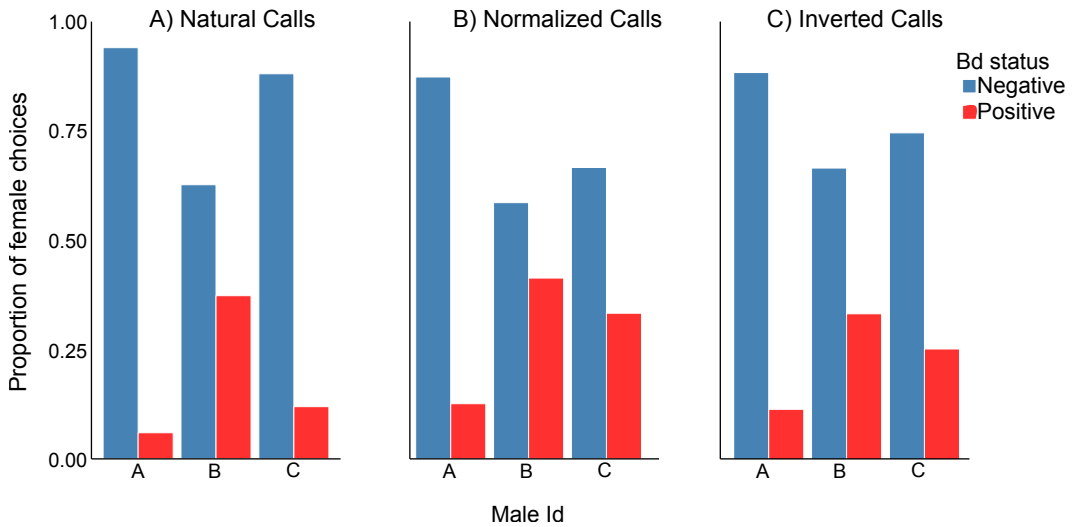 A) Natural Calls
B) Normalized Calls
C) Inverted Calls
Bd status
Negative
Positive
Proportion of female choices
1.00
0.75
0.50
0.25
0.00
A B C
A B C
A B C
Male Id